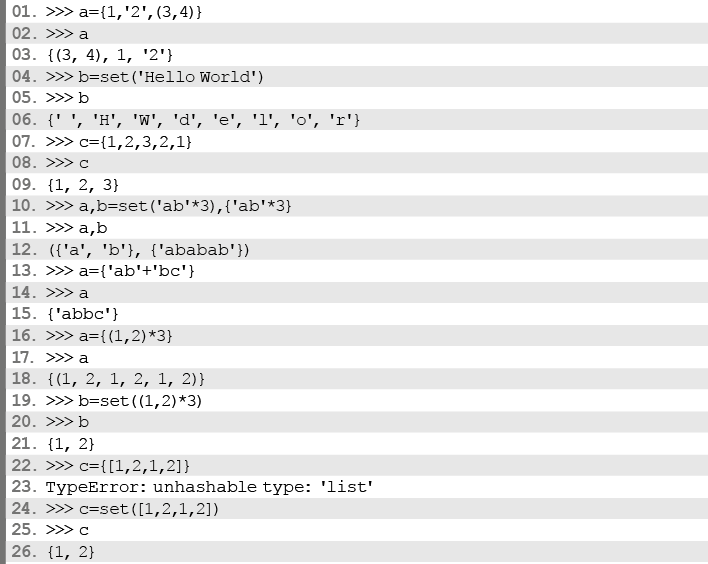 01. >>> a={1,'2',(3,4)}
02. >>> a
03. {(3, 4), 1, '2'}
04. >>> b=set('Hello World')
05. >>> b
06. {' ', 'H', 'W', 'd', 'e', 'l', 'o', 'r'}
07. >>> c={1,2,3,2,1}
08. >>> c
09. {1, 2, 3}
10. >>> a,b=set('ab'*3),{'ab'*3}
11. >>> a,b
12. ({'a', 'b'}, {'ababab'})
13. >>> a={'ab'+'bc'}
14. >>> a
15. {'abbc'}
16. >>> a={(1,2)*3}
17. >>> a
18. {(1, 2, 1, 2, 1, 2)}
19. >>> b=set((1,2)*3)
20. >>> b
21. {1, 2}
22. >>> c={[1,2,1,2]}
23. TypeError: unhashable type: 'list'
24. >>> c=set([1,2,1,2])
25. >>> c
26. {1, 2}